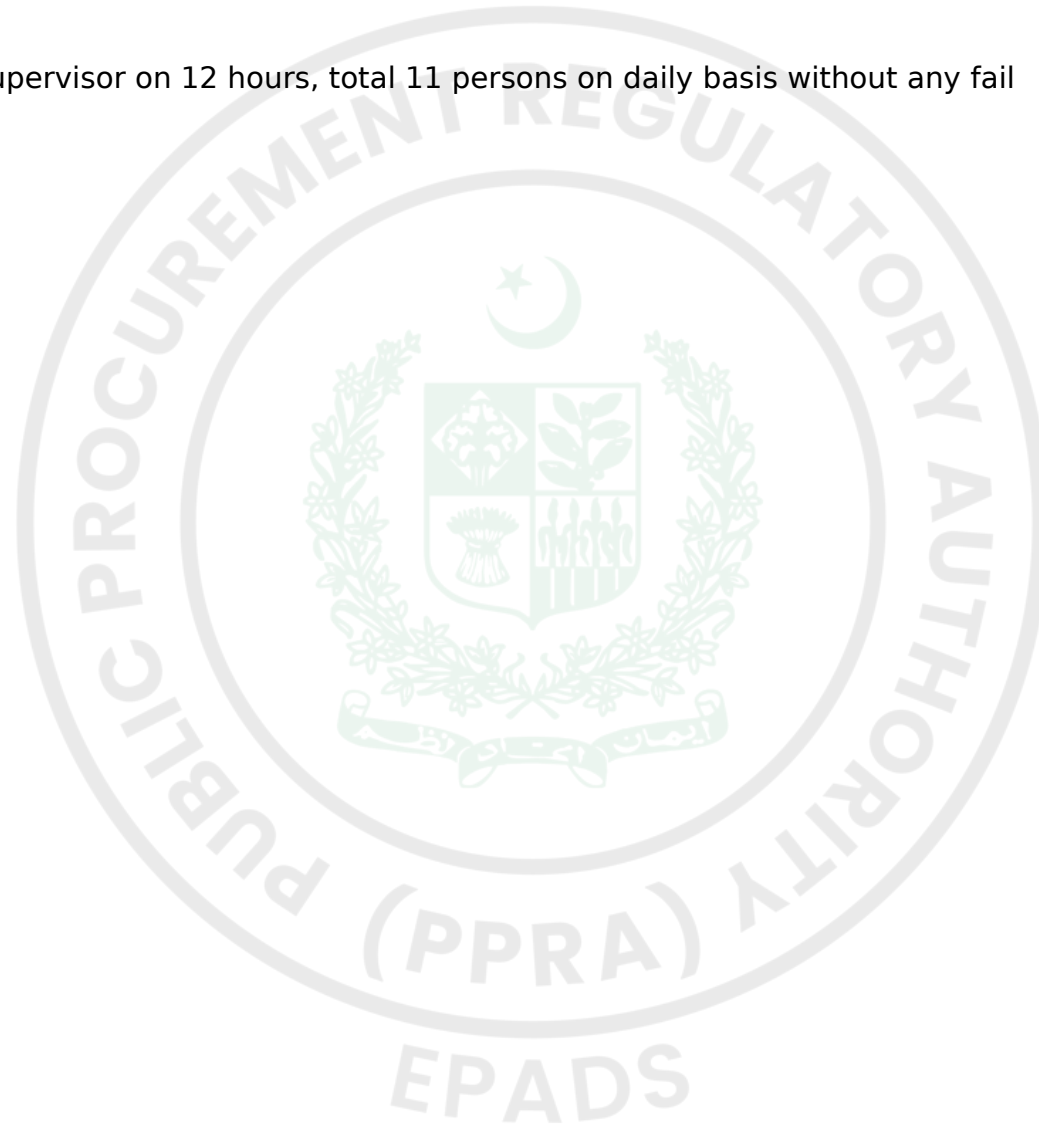 upervisor on 12 hours, total 11 persons on daily basis without any fail
PUBLIC PROCUREMENT REGULATORY AUTHORITY
(PPRA)
EPADS